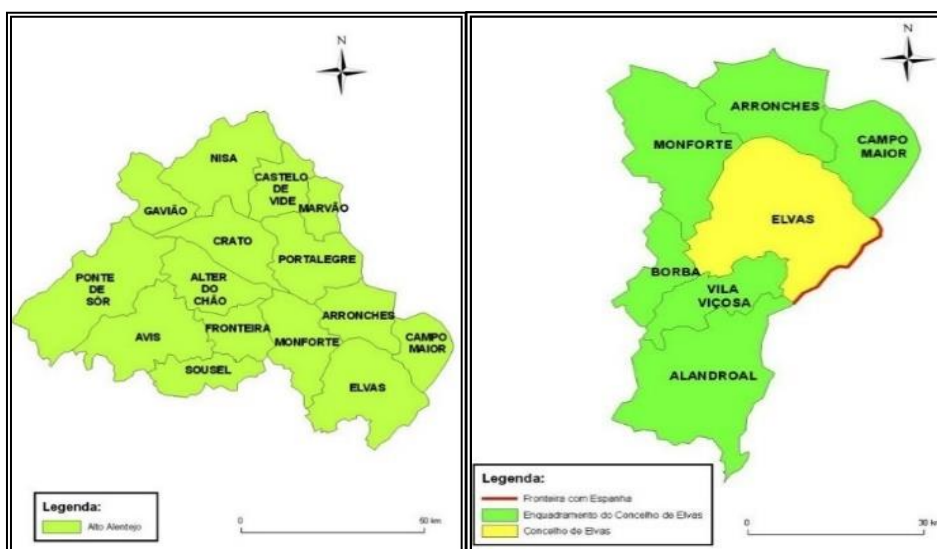 N
NISA
CASTELO
DE
VIDE
MARVÃO
GAVIÃO
CRATO
PORTALEGRE
PONTE
DE
SÔR
ALTER
DO
CHÃO
ARRONCHES
AVIS
FRONTEIRA
MONFORTE
CAMPO
MAIOR
SOUSEL
ELVAS
Legenda:
Alto Alentejo
0
50 km
N
ARRONCHES
MONFORTE
CAMPO
MAIOR
ELVAS
BORBA
VILA
VIÇOSA
ALANDROAL
Legenda:
Fronteira com Espanha
Enquadramento do Concelho de Elvas
Concelho de Elvas
0
30 km